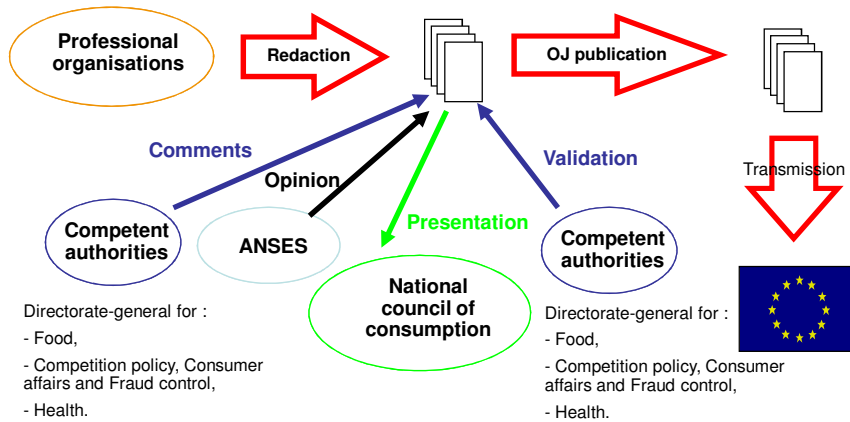 Professional
organisations
Redaction
OJ publication
Comments
Opinion
Validation
Transmission
Presentation
Competent
authorities
ANSES
Competent
authorities
National
council of
consumption
Directorate-general for :
- Food,
- Competition policy, Consumer
affairs and Fraud control,
- Health.
Directorate-general for :
- Food,
- Competition policy, Consumer
affairs and Fraud control,
- Health.